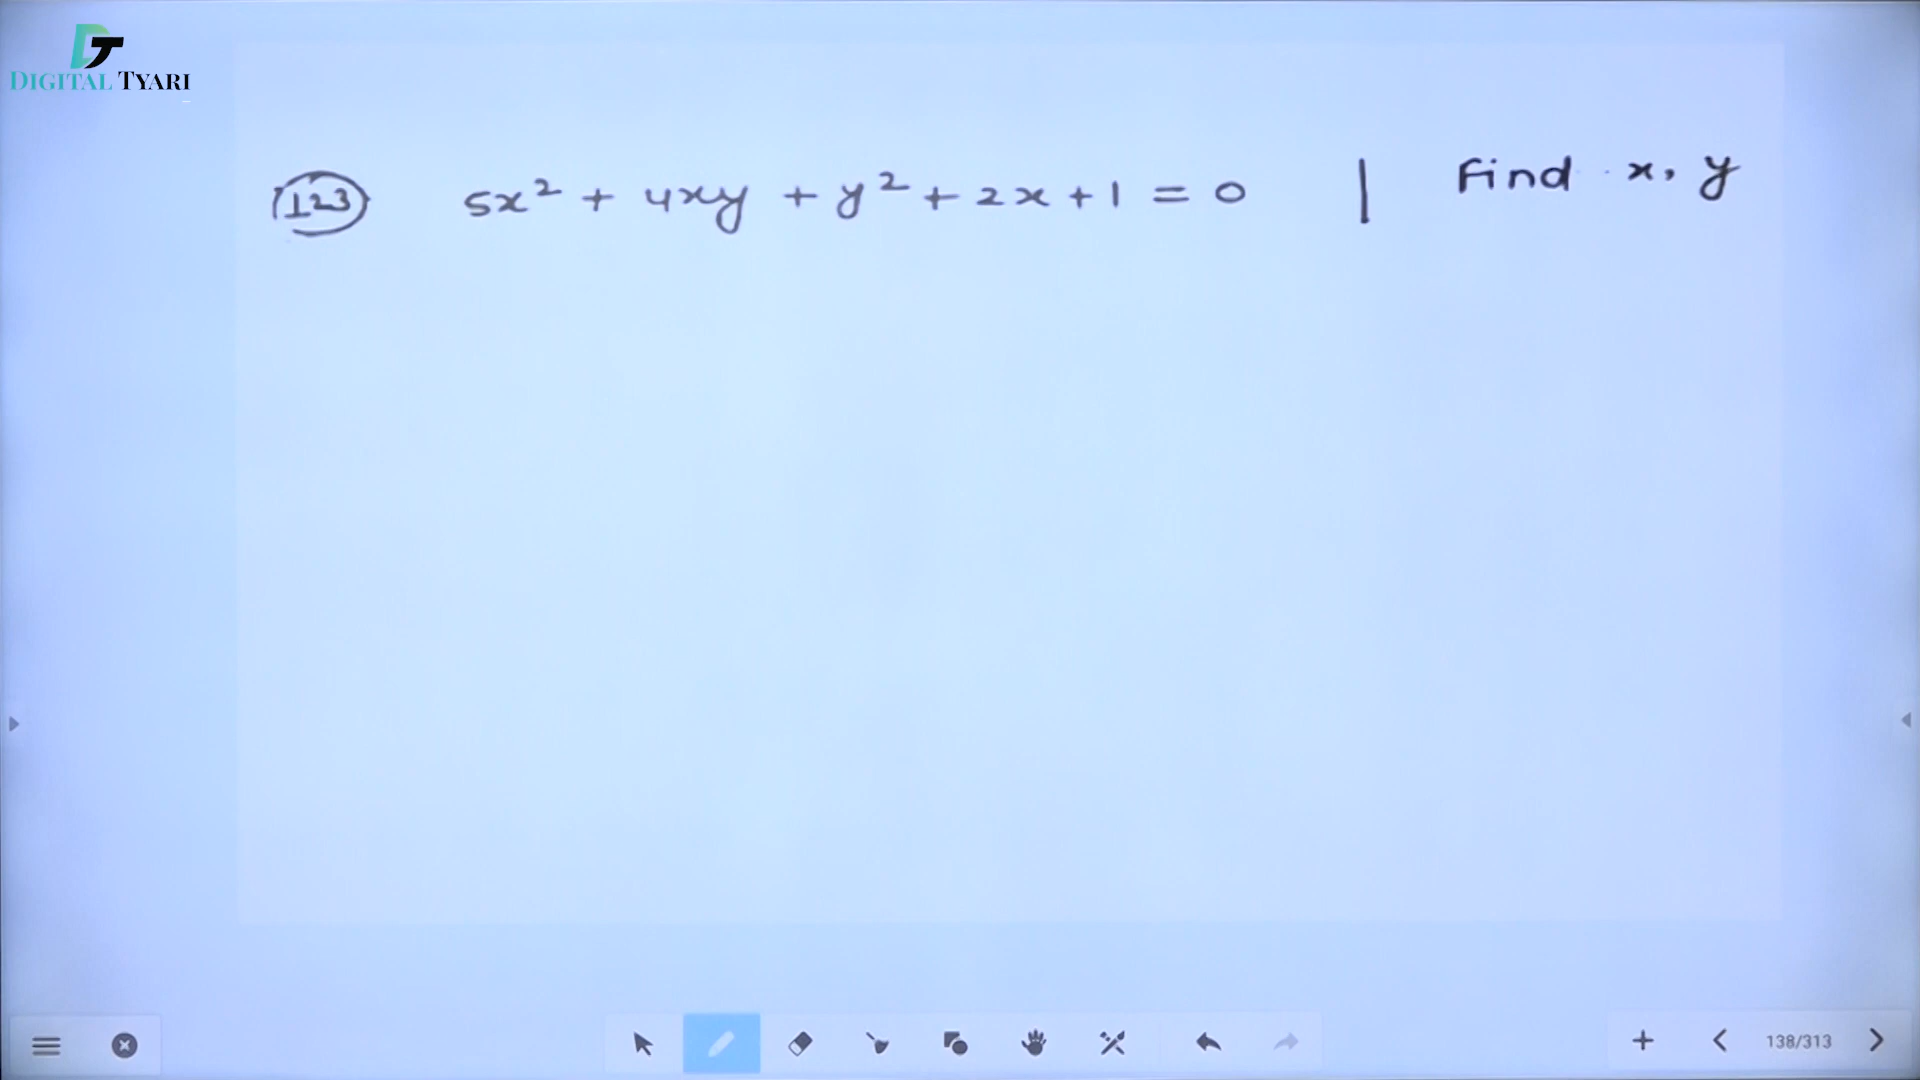 DIGITAL TYARI
123 5x² + 4xy + y² + 2x + 1 = 0 | Find x, y
138/313